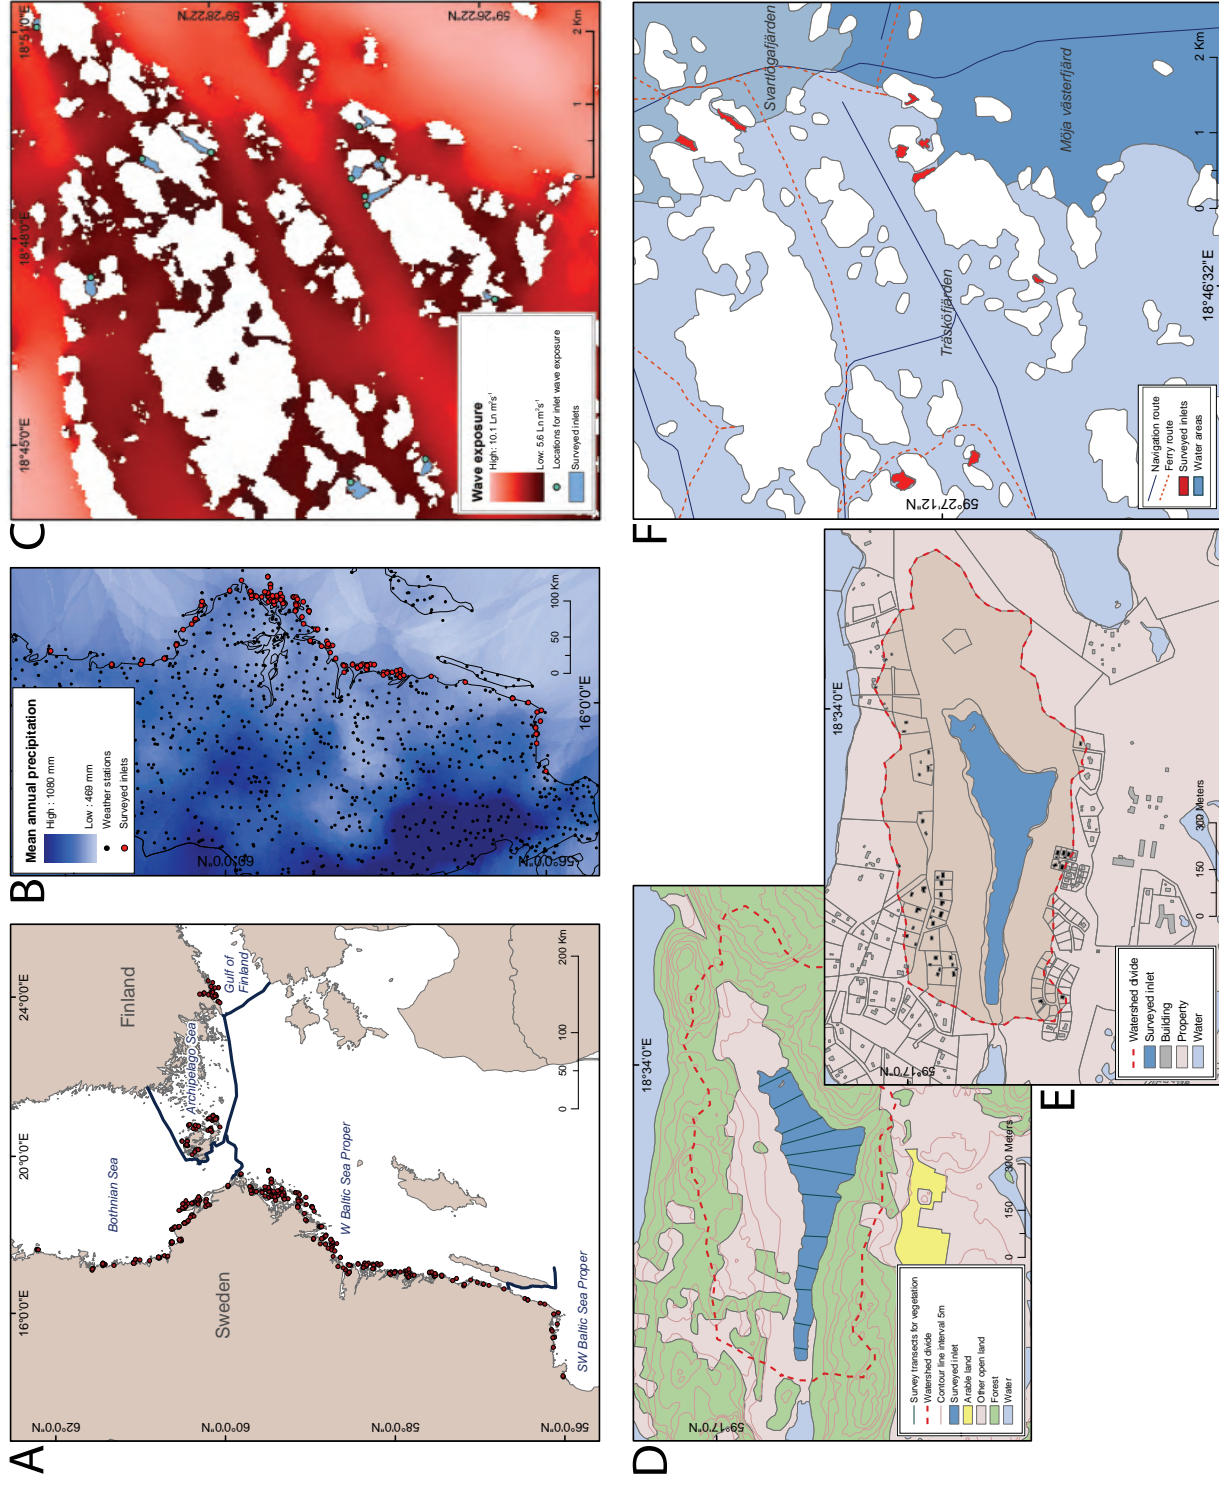 A
16°0'0"E
20°0'0"E
24°0'0"E
62°0'0"N
60°0'0"N
58°0'0"N
56°0'0"N
Bothnian Sea
Finland
Archipelago Sea
Gulf of
Finland
Sweden
W Baltic Sea Proper
SW Baltic Sea Proper
0 50 100 200 Km
B
Mean annual precipitation
High : 1080 mm
Low : 469 mm
Weather stations
Surveyed inlets
60°0'0"N
56°0'0"N
16°0'0"E
0 50 100 Km
C
18°45'0"E
18°48'0"E
18°51'0"E
59°28'22"N
59°26'22"N
Wave exposure
High: 10.1 Ln m²s⁻¹
Low: 5.6 Ln m²s⁻¹
Locations for inlet wave exposure
Surveyed inlets
0 1 2 Km
D
18°34'0"E
59°17'0"N
Survey transects for vegetation
Watershed divide
Contour line interval 5m
Surveyed inlet
Arable land
Other open land
Forest
Water
0 150 300 Meters
E
18°34'0"E
59°17'0"N
Watershed divide
Surveyed inlet
Building
Property
Water
0 150 300 Meters
F
Svartlögafjärden
Träsköfjärden
Möja västerfjärd
59°27'12"N
18°46'32"E
Navigation route
Ferry route
Surveyed inlets
Water areas
0 1 2 Km